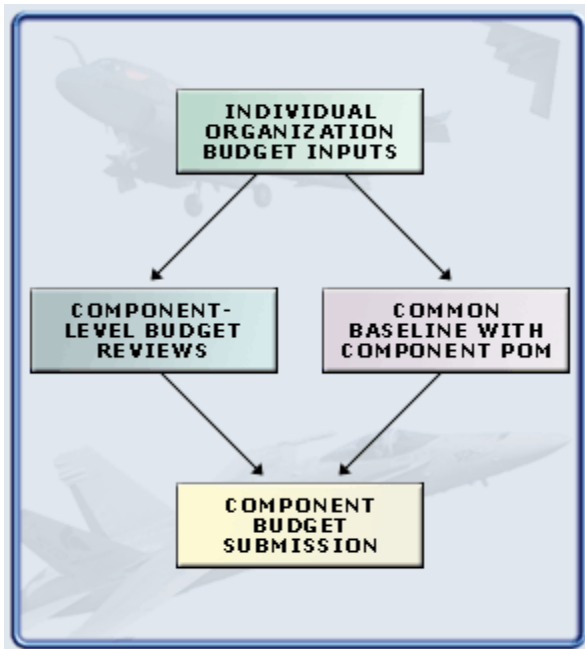 INDIVIDUAL
ORGANIZATION
BUDGET INPUTS
COMPONENT-
LEVEL BUDGET
REVIEWS
COMMON
BASELINE WITH
COMPONENT POM
COMPONENT
BUDGET
SUBMISSION